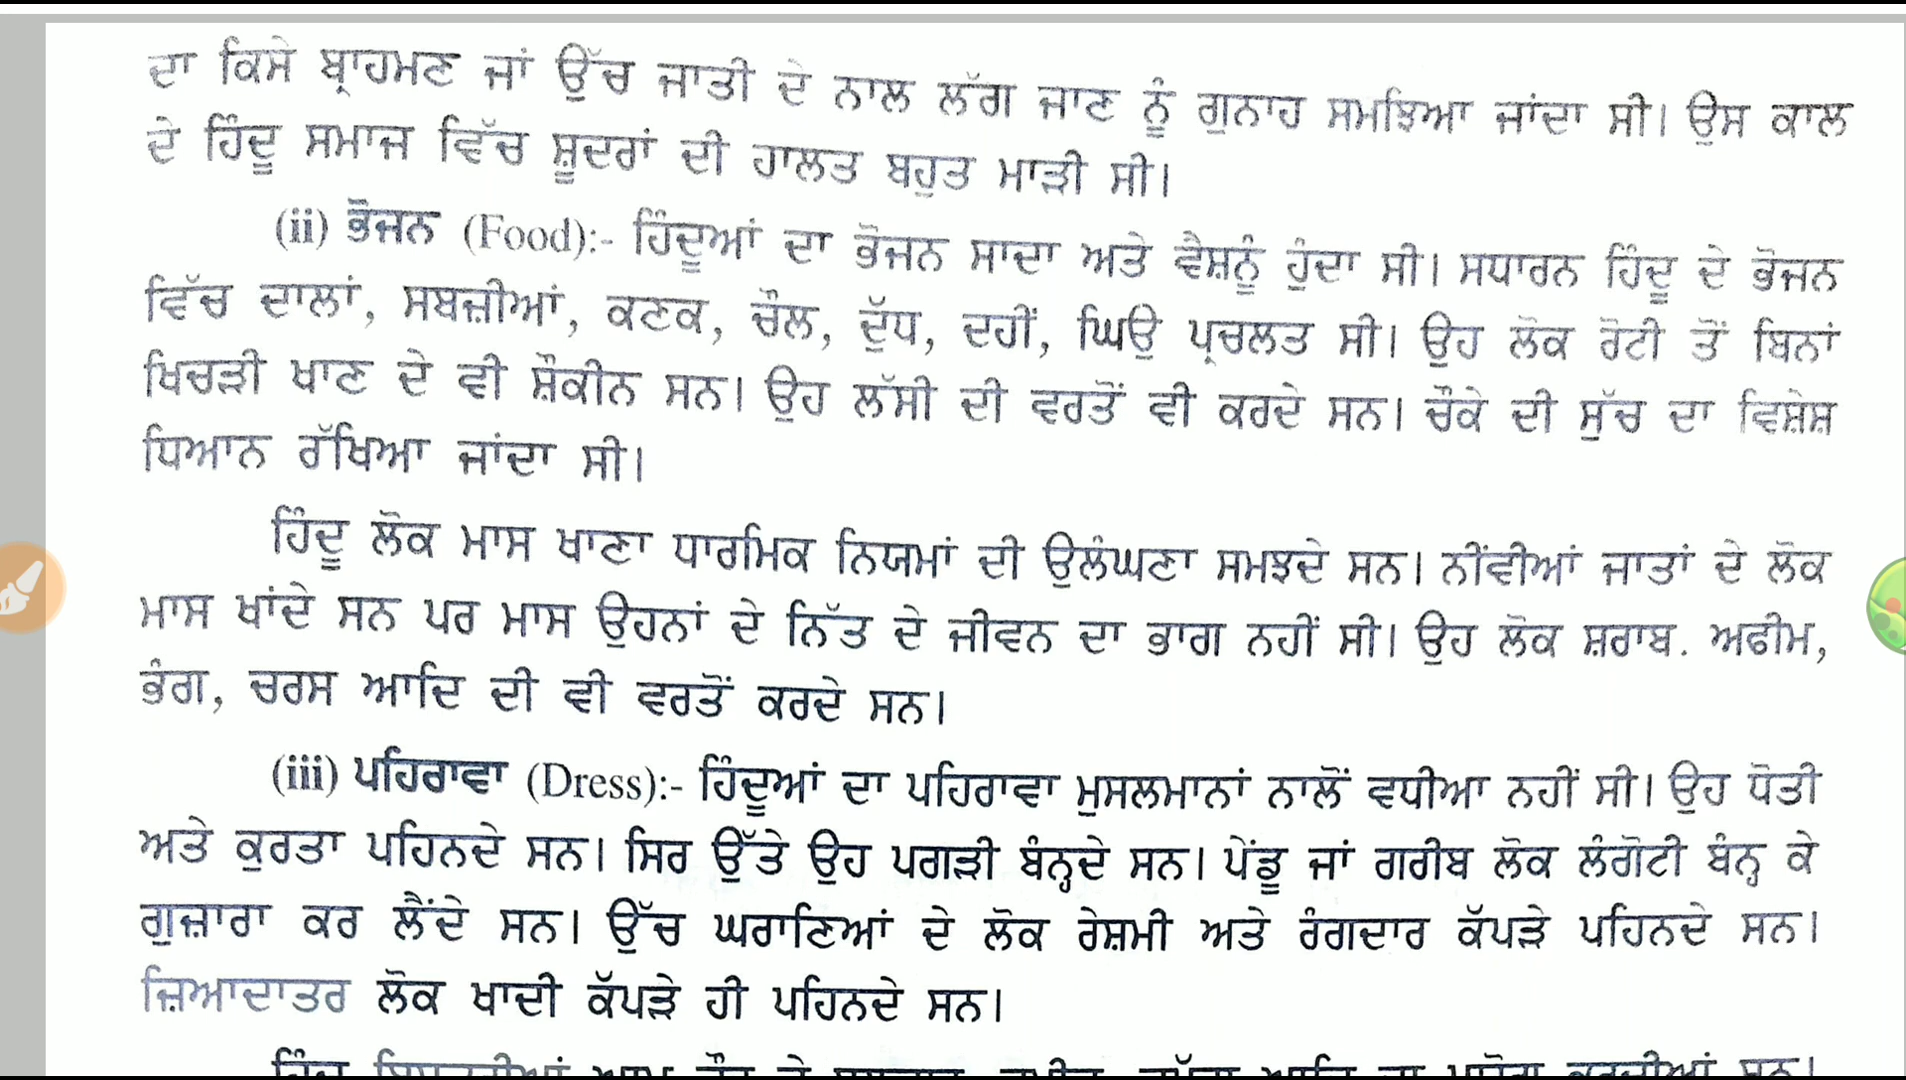 ਦਾ ਕਿਸੇ ਬ੍ਰਾਹਮਣ ਜਾਂ ਉੱਚ ਜਾਤੀ ਦੇ ਨਾਲ ਲੱਗ ਜਾਣ ਨੂੰ ਗੁਨਾਹ ਸਮਝਿਆ ਜਾਂਦਾ ਸੀ। ਉਸ ਕਾਲ
ਦੇ ਹਿੰਦੂ ਸਮਾਜ ਵਿੱਚ ਸ਼ੂਦਰਾਂ ਦੀ ਹਾਲਤ ਬਹੁਤ ਮਾੜੀ ਸੀ।
(ii) ਭੋਜਨ (Food):- ਹਿੰਦੂਆਂ ਦਾ ਭੋਜਨ ਸਾਦਾ ਅਤੇ ਵੈਸ਼ਨੂੰ ਹੁੰਦਾ ਸੀ। ਸਧਾਰਨ ਹਿੰਦੂ ਦੇ ਭੋਜਨ
ਵਿੱਚ ਦਾਲਾਂ, ਸਬਜ਼ੀਆਂ, ਕਣਕ, ਚੌਲ, ਦੁੱਧ, ਦਹੀਂ, ਘਿਉ ਪ੍ਰਚਲਤ ਸੀ। ਉਹ ਲੋਕ ਰੋਟੀ ਤੋਂ ਬਿਨਾਂ
ਖਿਚੜੀ ਖਾਣ ਦੇ ਵੀ ਸ਼ੌਕੀਨ ਸਨ। ਉਹ ਲੱਸੀ ਦੀ ਵਰਤੋਂ ਵੀ ਕਰਦੇ ਸਨ। ਚੌਕੇ ਦੀ ਸੁੱਚ ਦਾ ਵਿਸ਼ੇਸ਼
ਧਿਆਨ ਰੱਖਿਆ ਜਾਂਦਾ ਸੀ।
ਹਿੰਦੂ ਲੋਕ ਮਾਸ ਖਾਣਾ ਧਾਰਮਿਕ ਨਿਯਮਾਂ ਦੀ ਉਲੰਘਣਾ ਸਮਝਦੇ ਸਨ। ਨੀਂਵੀਆਂ ਜਾਤਾਂ ਦੇ ਲੋਕ
ਮਾਸ ਖਾਂਦੇ ਸਨ ਪਰ ਮਾਸ ਉਹਨਾਂ ਦੇ ਨਿੱਤ ਦੇ ਜੀਵਨ ਦਾ ਭਾਗ ਨਹੀਂ ਸੀ। ਉਹ ਲੋਕ ਸ਼ਰਾਬ. ਅਫੀਮ,
ਭੰਗ, ਚਰਸ ਆਦਿ ਦੀ ਵੀ ਵਰਤੋਂ ਕਰਦੇ ਸਨ।
(iii) ਪਹਿਰਾਵਾ (Dress):- ਹਿੰਦੂਆਂ ਦਾ ਪਹਿਰਾਵਾ ਮੁਸਲਮਾਨਾਂ ਨਾਲੋਂ ਵਧੀਆ ਨਹੀਂ ਸੀ। ਉਹ ਧੋਤੀ
ਅਤੇ ਕੁਰਤਾ ਪਹਿਨਦੇ ਸਨ। ਸਿਰ ਉੱਤੇ ਉਹ ਪਗੜੀ ਬੰਨ੍ਹਦੇ ਸਨ। ਪੇਂਡੂ ਜਾਂ ਗਰੀਬ ਲੋਕ ਲੰਗੋਟੀ ਬੰਨ੍ਹ ਕੇ
ਗੁਜ਼ਾਰਾ ਕਰ ਲੈਂਦੇ ਸਨ। ਉੱਚ ਘਰਾਣਿਆਂ ਦੇ ਲੋਕ ਰੇਸ਼ਮੀ ਅਤੇ ਰੰਗਦਾਰ ਕੱਪੜੇ ਪਹਿਨਦੇ ਸਨ।
ਜ਼ਿਆਦਾਤਰ ਲੋਕ ਖਾਦੀ ਕੱਪੜੇ ਹੀ ਪਹਿਨਦੇ ਸਨ।